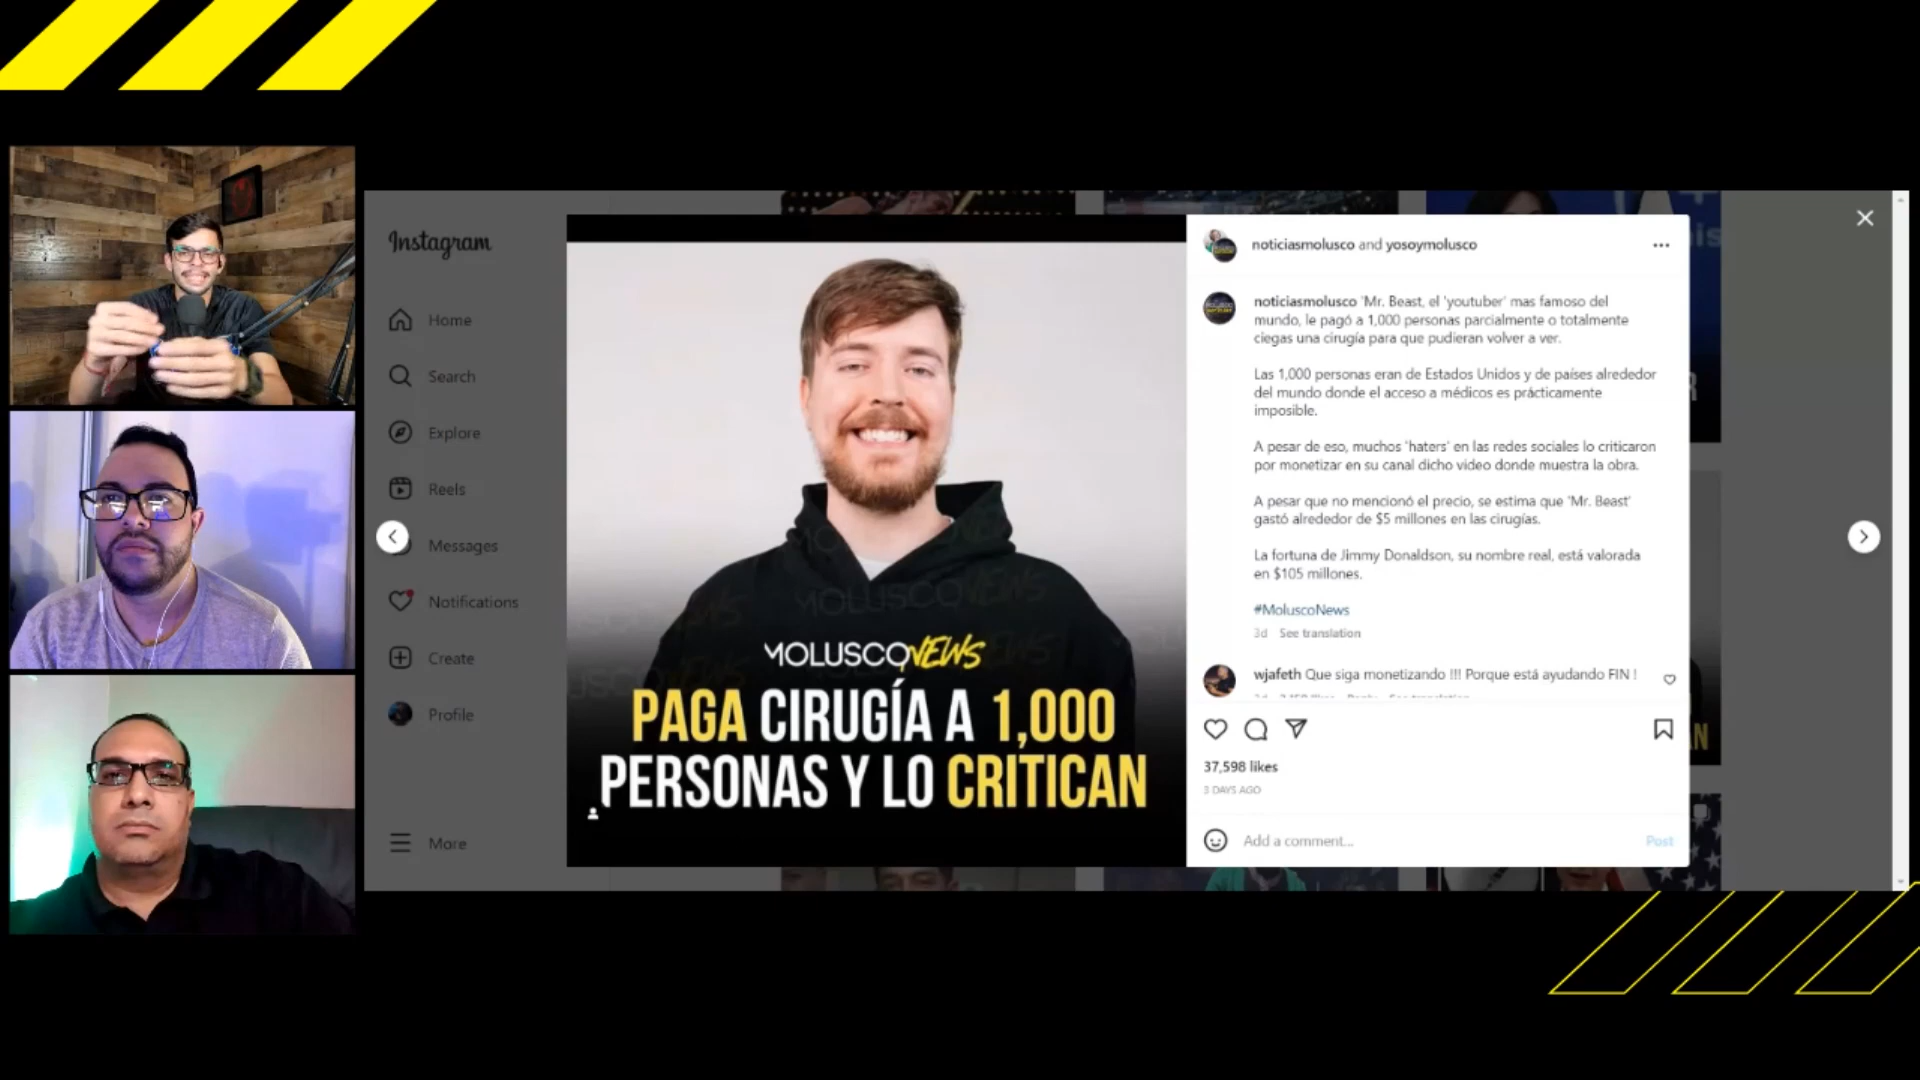 Instagram
Home
Search
Explore
Reels
Messages
Notifications
Create
Profile
More
MOLUSCO NEWS
PAGA CIRUGÍA A 1,000
PERSONAS Y LO CRITICAN
noticiasmolusco and yosoymolusco
noticiasmolusco 'Mr. Beast, el 'youtuber' mas famoso del
mundo, le pagó a 1,000 personas parcialmente o totalmente
ciegas una cirugía para que pudieran volver a ver.
Las 1,000 personas eran de Estados Unidos y de países alrededor
del mundo donde el acceso a médicos es prácticamente
imposible.
A pesar de eso, muchos 'haters' en las redes sociales lo criticaron
por monetizar en su canal dicho video donde muestra la obra.
A pesar que no mencionó el precio, se estima que 'Mr. Beast'
gastó alrededor de $5 millones en las cirugías.
La fortuna de Jimmy Donaldson, su nombre real, está valorada
en $105 millones.
#MoluscoNews
3d See translation
wjafeth Que siga monetizando !!! Porque está ayudando FIN !
37,598 likes
3 DAYS AGO
Add a comment...
Post